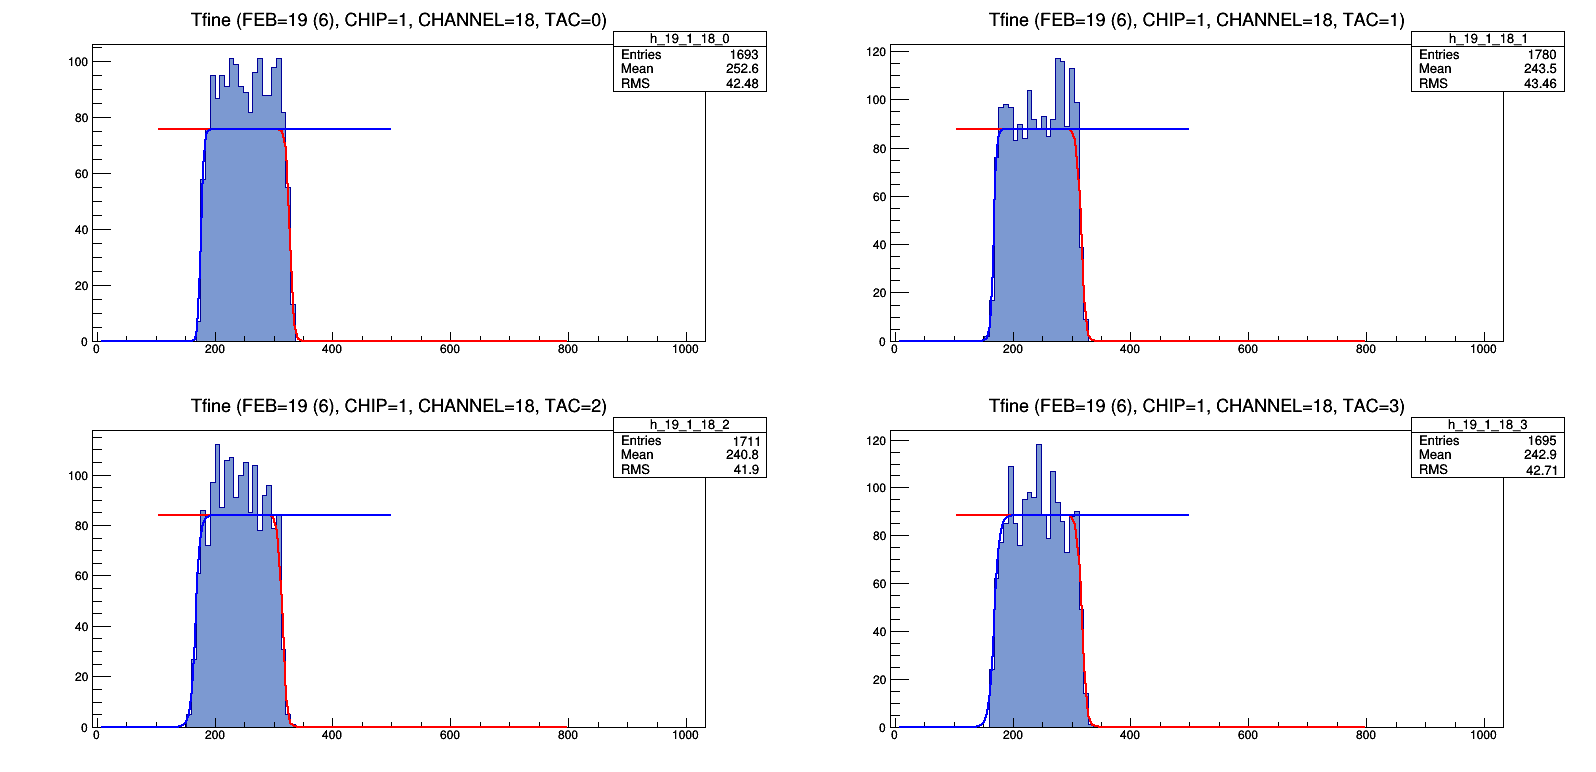 Tfine (FEB=19 (6), CHIP=1, CHANNEL=18, TAC=0)
h_19_1_18_0
Entries 1693
Mean 252.6
RMS 42.48
100
80
60
40
20
0
0 200 400 600 800 1000
Tfine (FEB=19 (6), CHIP=1, CHANNEL=18, TAC=1)
h_19_1_18_1
Entries 1780
Mean 243.5
RMS 43.46
120
100
80
60
40
20
0
0 200 400 600 800 1000
Tfine (FEB=19 (6), CHIP=1, CHANNEL=18, TAC=2)
h_19_1_18_2
Entries 1711
Mean 240.8
RMS 41.9
100
80
60
40
20
0
0 200 400 600 800 1000
Tfine (FEB=19 (6), CHIP=1, CHANNEL=18, TAC=3)
h_19_1_18_3
Entries 1695
Mean 242.9
RMS 42.71
120
100
80
60
40
20
0
0 200 400 600 800 1000